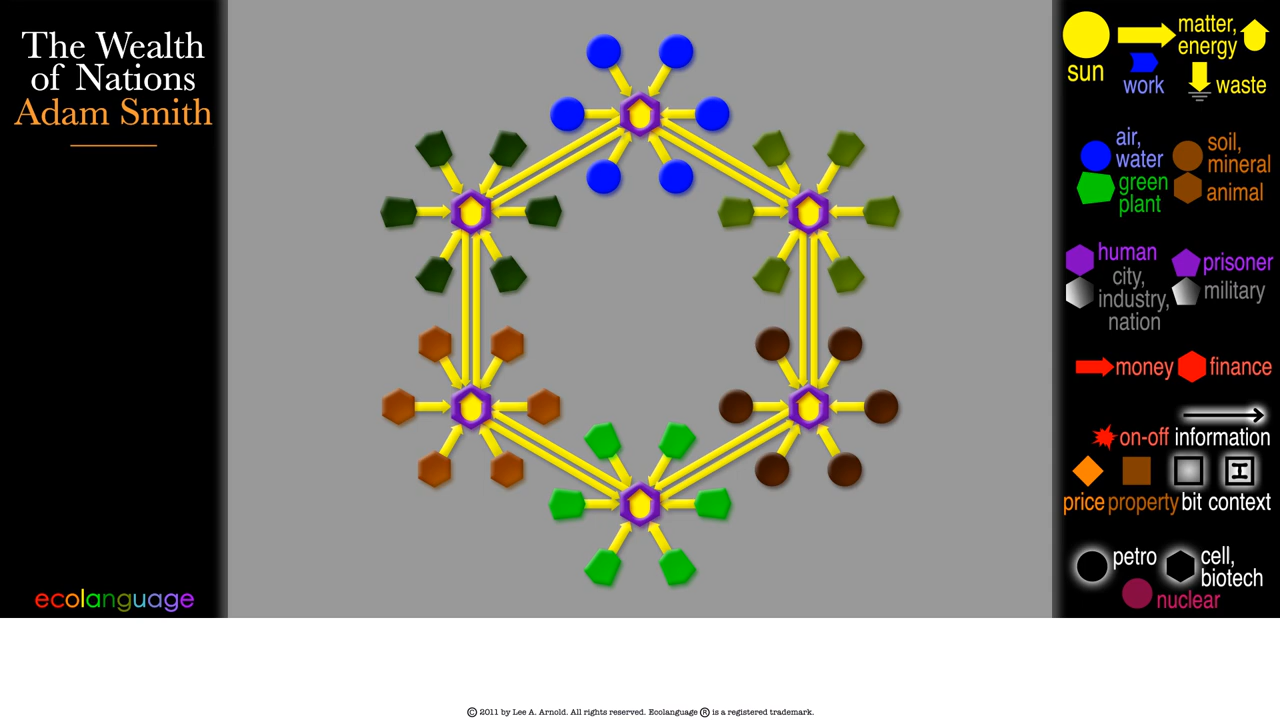 The Wealth
of Nations
Adam Smith
ecolanguage
sun
matter,
energy
work
waste
air,
water
soil,
mineral
green
plant
animal
human
prisoner
city,
industry,
nation
military
money
finance
on-off
information
price
property
bit
context
petro
cell,
biotech
nuclear
© 2011 by Lee A. Arnold. All rights reserved. Ecolanguage ® is a registered trademark.